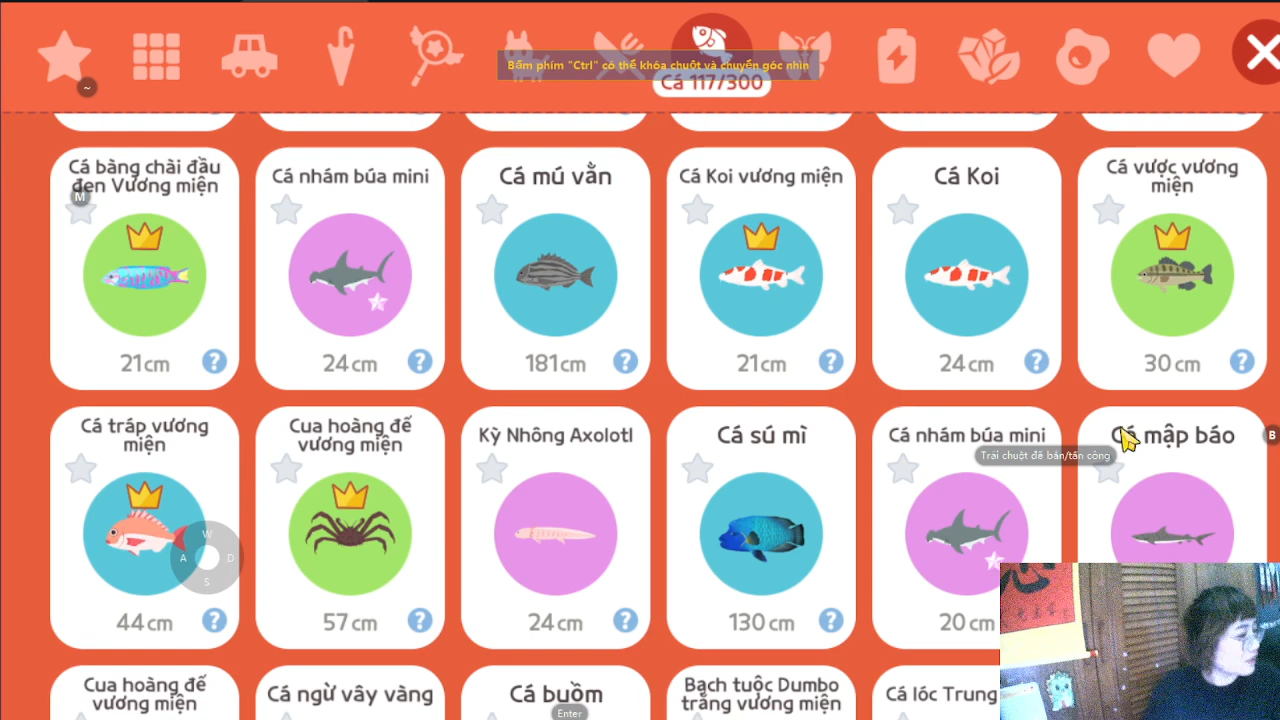 Bấm phím "Ctrl" có thể khóa chuột và chuyển góc nhìn
Cá 117/300
~
Cá bàng chài đầu
đen Vương miện
M
21cm
?
Cá nhám búa mini
24cm
?
Cá mú vằn
181cm
?
Cá Koi vương miện
21cm
?
Cá Koi
24cm
?
Cá vược vương
miện
30cm
?
Cá tráp vương
miện
W
A
D
S
44cm
?
Cua hoàng đế
vương miện
57cm
?
Kỳ Nhông Axolotl
24cm
?
Cá sú mì
130cm
?
Cá nhám búa mini
20cm
Cá mập báo
B
Trái chuột để bắn/tấn công
Cua hoàng đế
vương miện
Cá ngừ vây vàng
Cá buồm
Enter
Bạch tuộc Dumbo
trắng vương miện
Cá lóc Trung